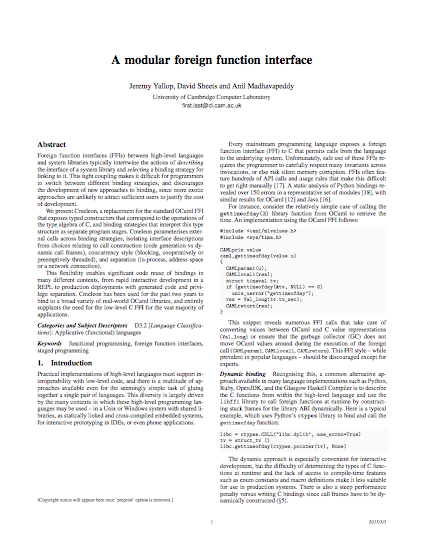 A modular foreign function interface
Jeremy Yallop, David Sheets and Anil Madhavapeddy
University of Cambridge Computer Laboratory
first.last@cl.cam.ac.uk
Abstract
Foreign function interfaces (FFIs) between high-level languages
and system libraries typically intertwine the actions of describing
the interface of a system library and selecting a binding strategy for
linking to it. This tight coupling makes it difficult for programmers
to switch between different binding strategies, and discourages
the development of new approaches to binding, since more exotic
approaches are unlikely to attract sufficient users to justify the cost
of development.
We present Cmeleon, a replacement for the standard OCaml FFI
that exposes typed constructors that correspond to the operations of
the type algebra of C, and binding strategies that interpret this type
structure as separate program stages. Cmeleon parameterises exter-
nal calls across binding strategies, isolating interface descriptions
from choices relating to call construction (code generation vs dy-
namic call frames), concurrency style (blocking, cooperatively or
preemptively threaded), and separation (in-process, address space
or a network connection).
This flexibility enables significant code reuse of bindings in
many different contexts, from rapid interactive development in a
REPL to production deployments with generated code and privi-
lege separation. Cmeleon has been used for the past two years to
bind to a broad variety of real-world OCaml libraries, and entirely
supplants the need for the low-level C FFI for the vast majority of
applications.
Categories and Subject Descriptors D3.2 [Language Classifica-
tions]: Applicative (functional) languages
Keywords functional programming, foreign function interfaces,
staged programming
1. Introduction
Practical implementations of high-level languages must support in-
teroperability with low-level code, and there is a multitude of ap-
proaches available even for the seemingly simple task of gluing
together a single pair of languages. This diversity is largely driven
by the many contexts in which these high-level programming lan-
guages may be used – in a Unix or Windows system with shared li-
braries, as statically linked and cross-compiled embedded systems,
for interactive prototyping in IDEs, or even phone applications.
[Copyright notice will appear here once 'preprint' option is removed.]
Every mainstream programming language exposes a foreign
function interface (FFI) to C that permits calls from the language
to the underlying system. Unfortunately, safe use of these FFIs re-
quires the programmer to carefully respect many invariants across
invocations, or else risk silent memory corruption. FFIs often fea-
ture hundreds of API calls and usage rules that make this difficult
to get right manually [17]. A static analysis of Python bindings re-
vealed over 150 errors in a representative set of modules [18], with
similar results for OCaml [12] and Java [16].
For instance, consider the relatively simple case of calling the
gettimeofday(3) library function from OCaml to retrieve the
time. An implementation using the OCaml FFI follows:
#include <caml/mlvalues.h>
#include <sys/time.h>
CAMLprim value
caml_gettimeofday(value u)
{
CAMLparam1(u);
CAMLlocal1(res);
struct timeval tv;
if (gettimeofday(&tv, NULL) == 0)
unix_uerror("gettimeofday");
res = Val_long(tv.tv_sec);
CAMLreturn(res);
}
This snippet reveals numerous FFI calls that take care of
converting values between OCaml and C value representations
(Val_long) or ensure that the garbage collector (GC) does not
move OCaml values around during the execution of the foreign
call (CAMLparam1, CAMLlocal1, CAMLreturn). This FFI style – while
prevalent in popular languages – should be discouraged except for
experts.
Dynamic binding Recognising this, a common alternative ap-
proach available in many language implementations such as Python,
Ruby, OpenJDK, and the Glasgow Haskell Compiler is to describe
the C functions from within the high-level language and use the
libffi library to call foreign functions at runtime by construct-
ing stack frames for the library ABI dynamically. Here is a typical
example, which uses Python's ctypes library to bind and call the
gettimeofday function:
libc = ctypes.CDLL("libc.dylib", use_errno=True)
tv = struct_tv ()
libc.gettimeofday(ctypes.pointer(tv), None)
The dynamic approach is especially convenient for interactive
development, but the difficulty of determining the types of C func-
tions at runtime and the lack of access to compile-time features
such as enum constants and macro definitions make it less suitable
for use in production systems. There is also a steep performance
penalty versus writing C bindings since call frames have to be dy-
namically constructed (§5).
1